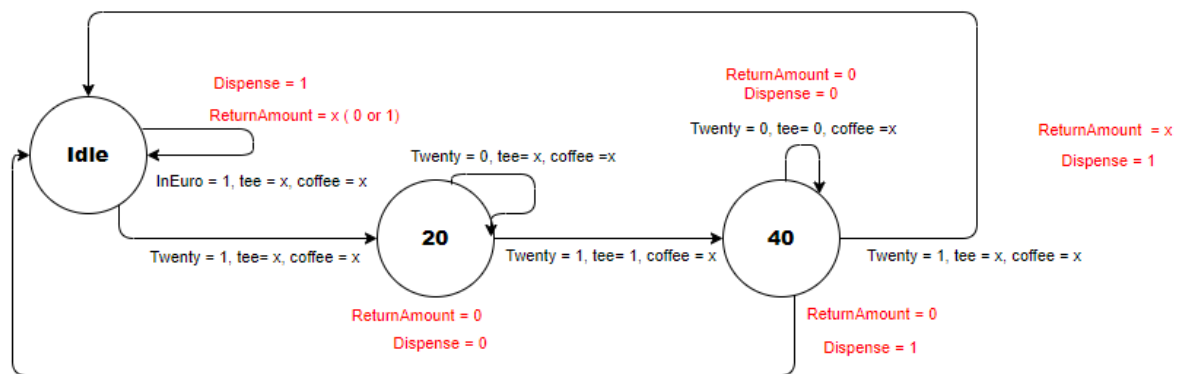 Dispense = 1
ReturnAmount = x ( 0 or 1)
Idle
InEuro = 1, tee = x, coffee = x
Twenty = 1, tee= x, coffee = x
Twenty = 0, tee= x, coffee =x
20
ReturnAmount = 0
Dispense = 0
Twenty = 1, tee= 1, coffee = x
ReturnAmount = 0
Dispense = 0
Twenty = 0, tee= 0, coffee =x
40
Twenty = 1, tee = x, coffee = x
ReturnAmount = 0
Dispense = 1
ReturnAmount = x
Dispense = 1